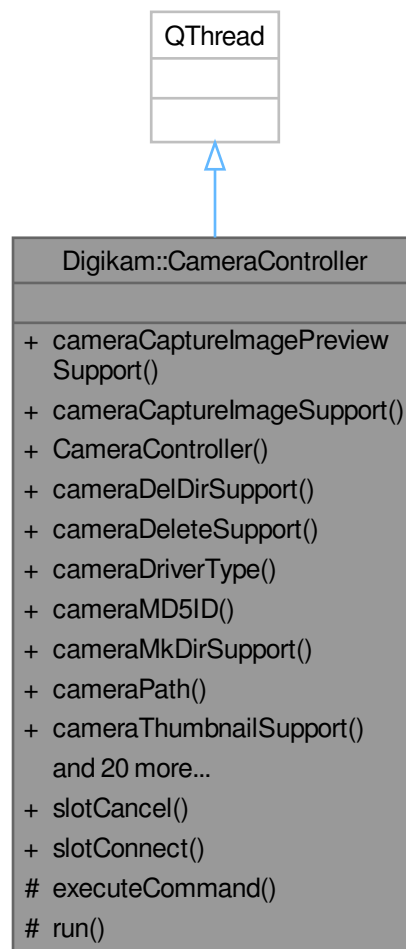 QThread
Digikam::CameraController
+ cameraCaptureImagePreview
Support()
+ cameraCaptureImageSupport()
+ CameraController()
+ cameraDelDirSupport()
+ cameraDeleteSupport()
+ cameraDriverType()
+ cameraMD5ID()
+ cameraMkDirSupport()
+ cameraPath()
+ cameraThumbnailSupport()
and 20 more...
+ slotCancel()
+ slotConnect()
# executeCommand()
# run()